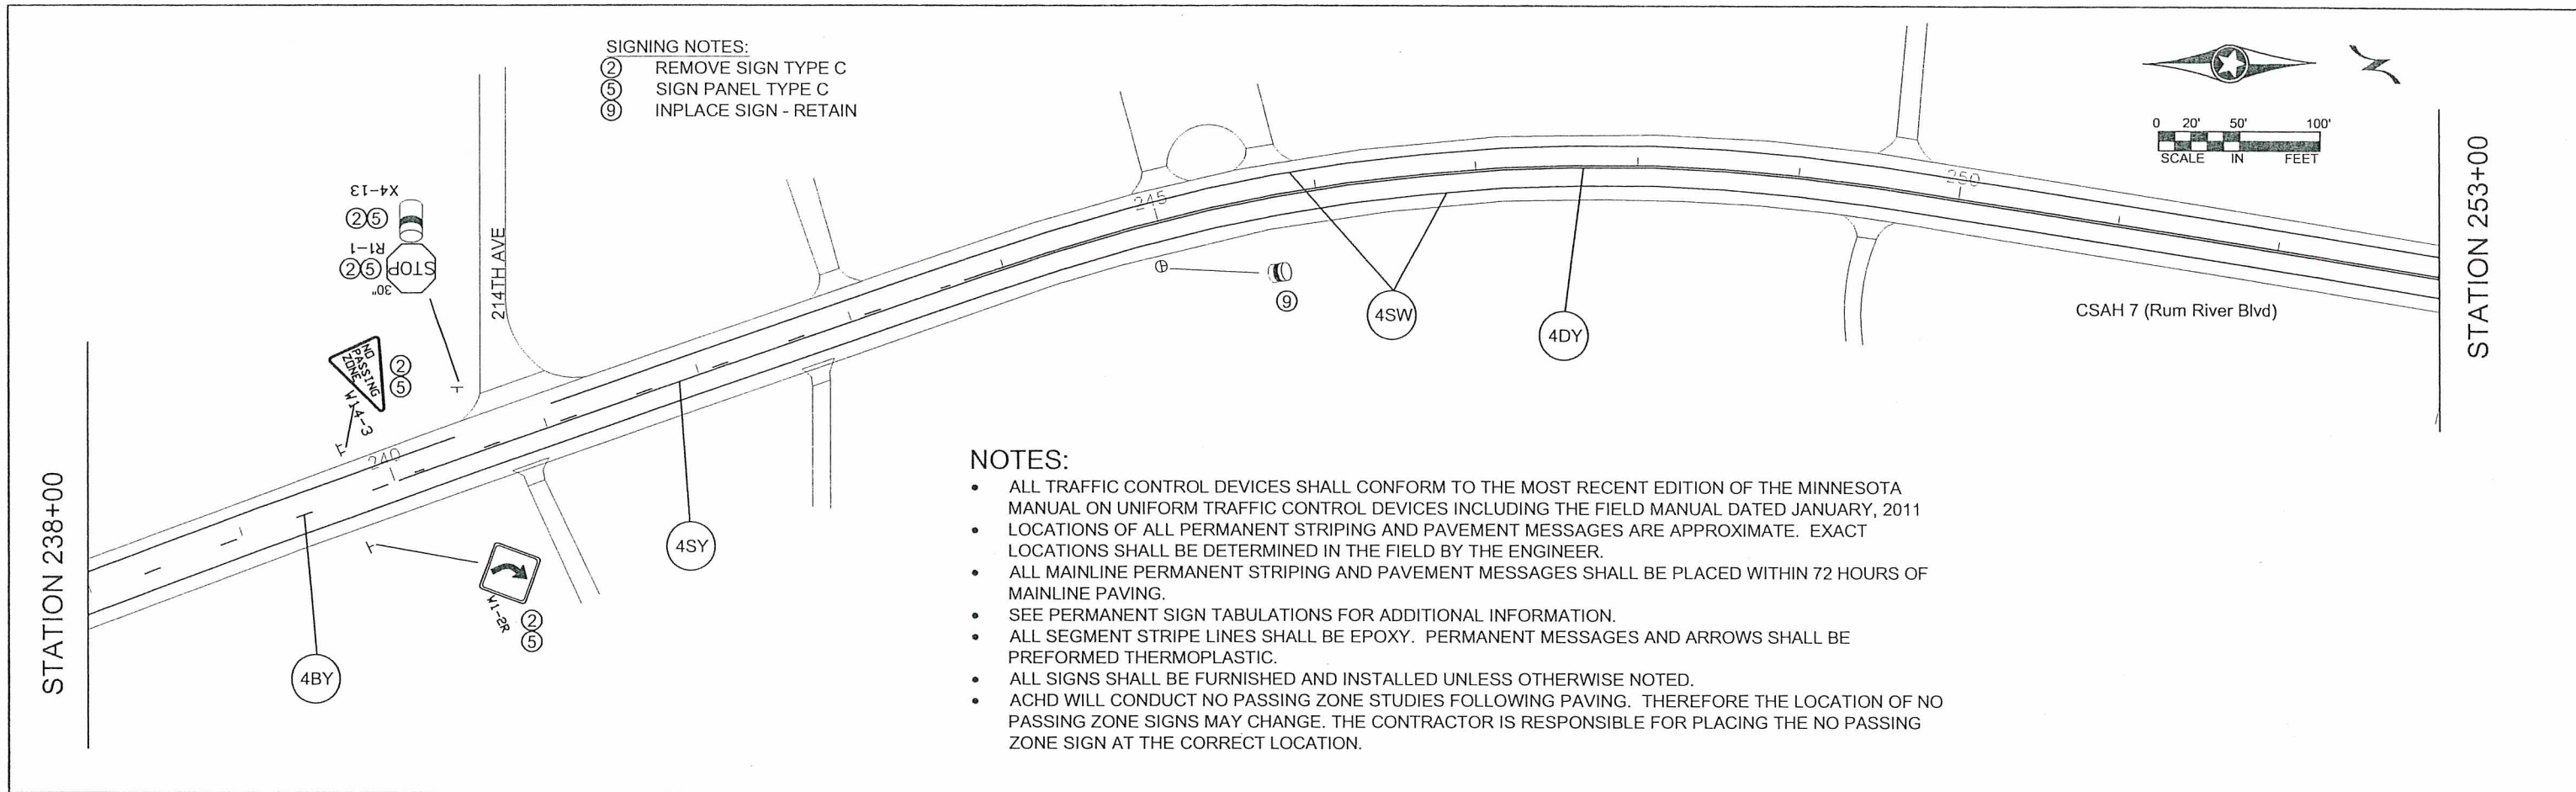 SIGNING NOTES:
② REMOVE SIGN TYPE C
⑤ SIGN PANEL TYPE C
⑨ INPLACE SIGN - RETAIN
0 20' 50' 100'
SCALE IN FEET
STATION 238+00
STATION 253+00
X4-13
② ⑤
R1-1
② ⑤
STOP
30"
214TH AVE
NO
PASSING
ZONE
W14-3
②
⑤
240
245
250
⑨
4SW
4DY
4SY
4BY
W1-2R
②
⑤
CSAH 7 (Rum River Blvd)
NOTES:
• ALL TRAFFIC CONTROL DEVICES SHALL CONFORM TO THE MOST RECENT EDITION OF THE MINNESOTA
MANUAL ON UNIFORM TRAFFIC CONTROL DEVICES INCLUDING THE FIELD MANUAL DATED JANUARY, 2011
• LOCATIONS OF ALL PERMANENT STRIPING AND PAVEMENT MESSAGES ARE APPROXIMATE. EXACT
LOCATIONS SHALL BE DETERMINED IN THE FIELD BY THE ENGINEER.
• ALL MAINLINE PERMANENT STRIPING AND PAVEMENT MESSAGES SHALL BE PLACED WITHIN 72 HOURS OF
MAINLINE PAVING.
• SEE PERMANENT SIGN TABULATIONS FOR ADDITIONAL INFORMATION.
• ALL SEGMENT STRIPE LINES SHALL BE EPOXY. PERMANENT MESSAGES AND ARROWS SHALL BE
PREFORMED THERMOPLASTIC.
• ALL SIGNS SHALL BE FURNISHED AND INSTALLED UNLESS OTHERWISE NOTED.
• ACHD WILL CONDUCT NO PASSING ZONE STUDIES FOLLOWING PAVING. THEREFORE THE LOCATION OF NO
PASSING ZONE SIGNS MAY CHANGE. THE CONTRACTOR IS RESPONSIBLE FOR PLACING THE NO PASSING
ZONE SIGN AT THE CORRECT LOCATION.